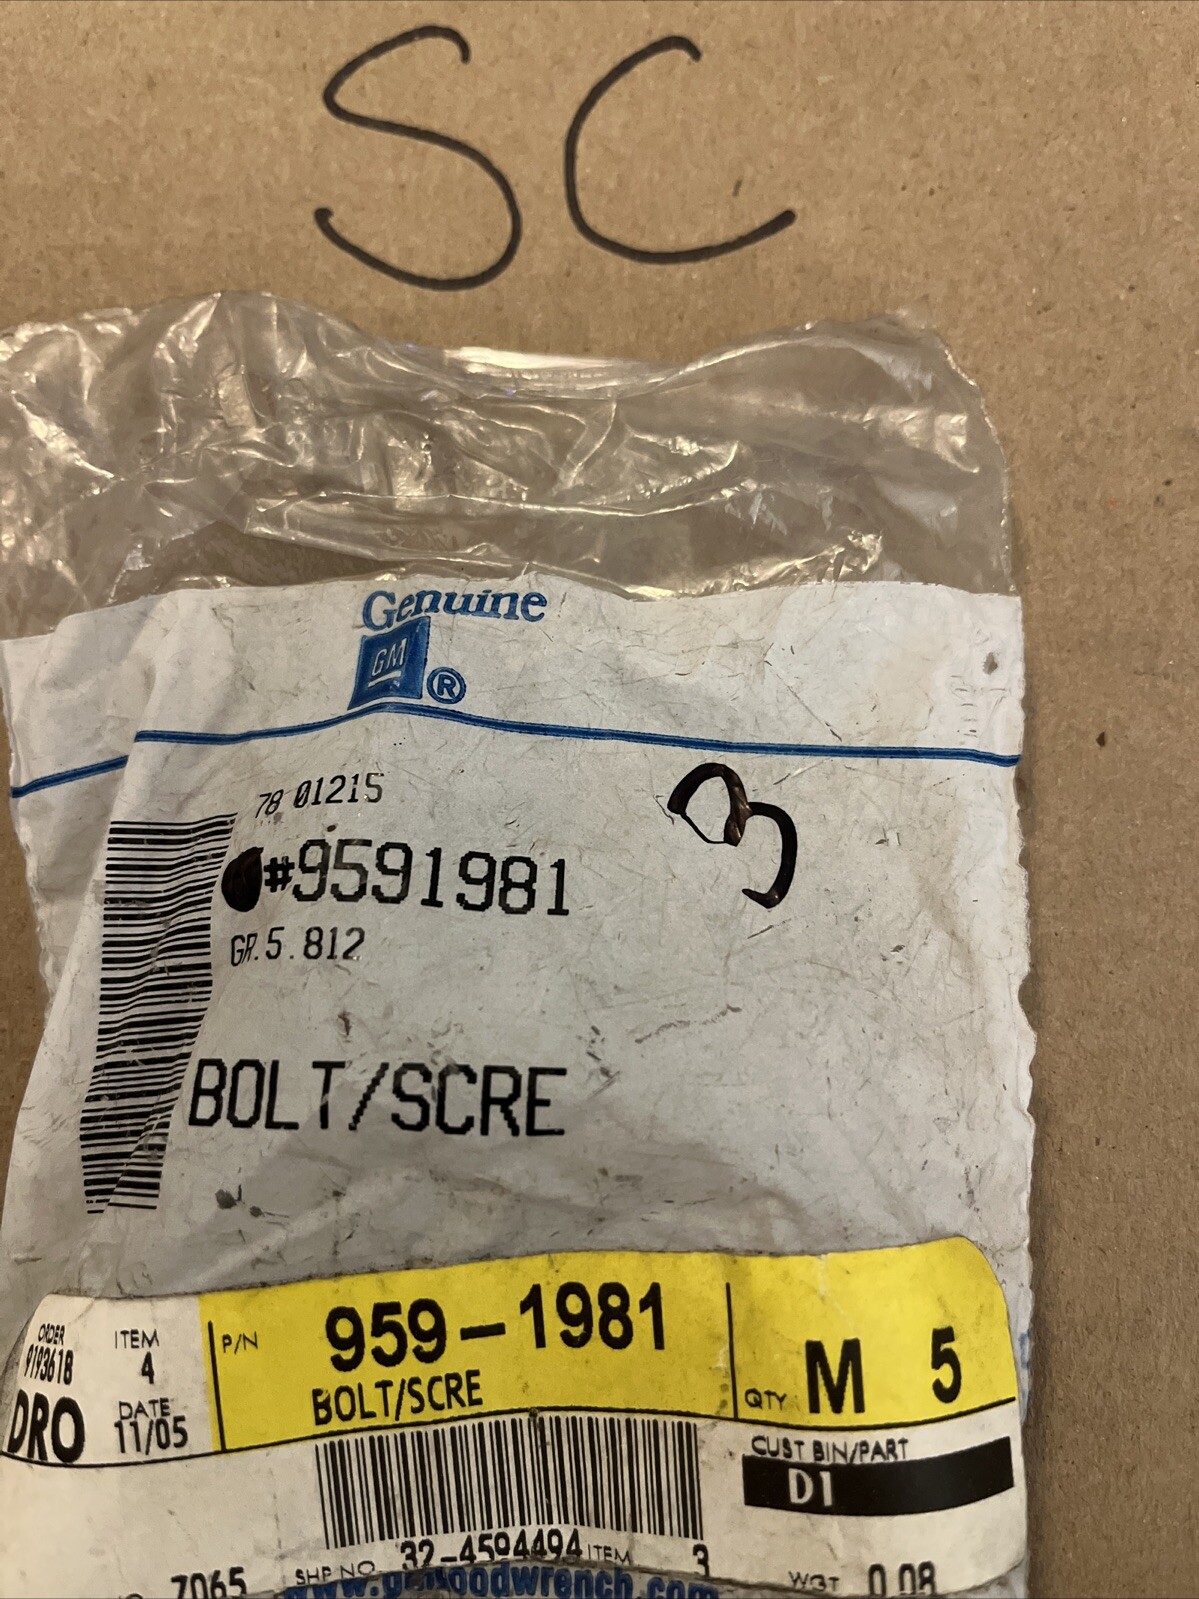 SC
Genuine
GM ®
78 01215
#9591981
3
GR.5.812
BOLT/SCRE
ORDER
9193618
DRO
ITEM
4
DATE
11/05
P/N
959-1981
BOLT/SCRE
QTY M 5
CUST BIN/PART
D1
7065
SHP NO. 32-4594494 ITEM 3
WGT 0.08